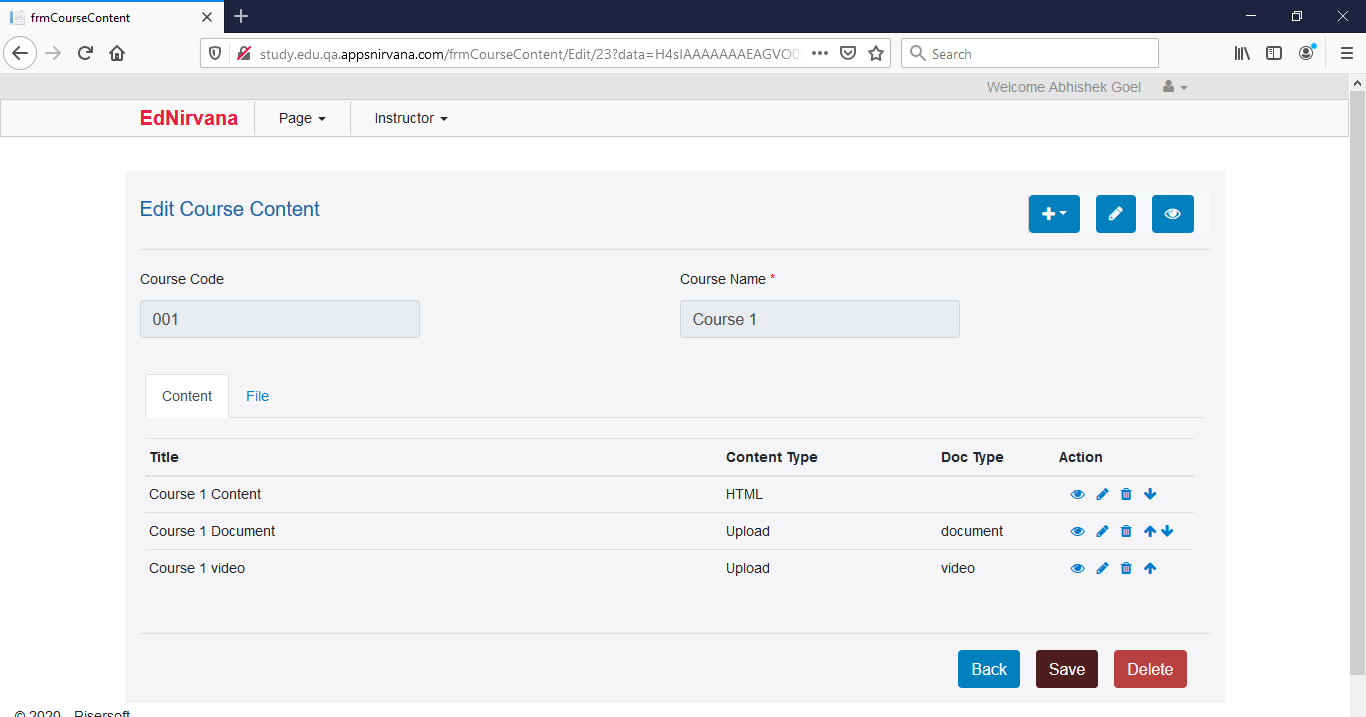 frmCourseContent
study.edu.qa.appsnirvana.com/frmCourseContent/Edit/23?data=H4sIAAAAAAAEAGVO0
Search
Welcome Abhishek Goel
EdNirvana Page Instructor
Edit Course Content
Course Code Course Name *
001 Course 1
Content File
Title Content Type Doc Type Action
Course 1 Content HTML
Course 1 Document Upload document
Course 1 video Upload video
Back Save Delete
© 2020 - Risersoft